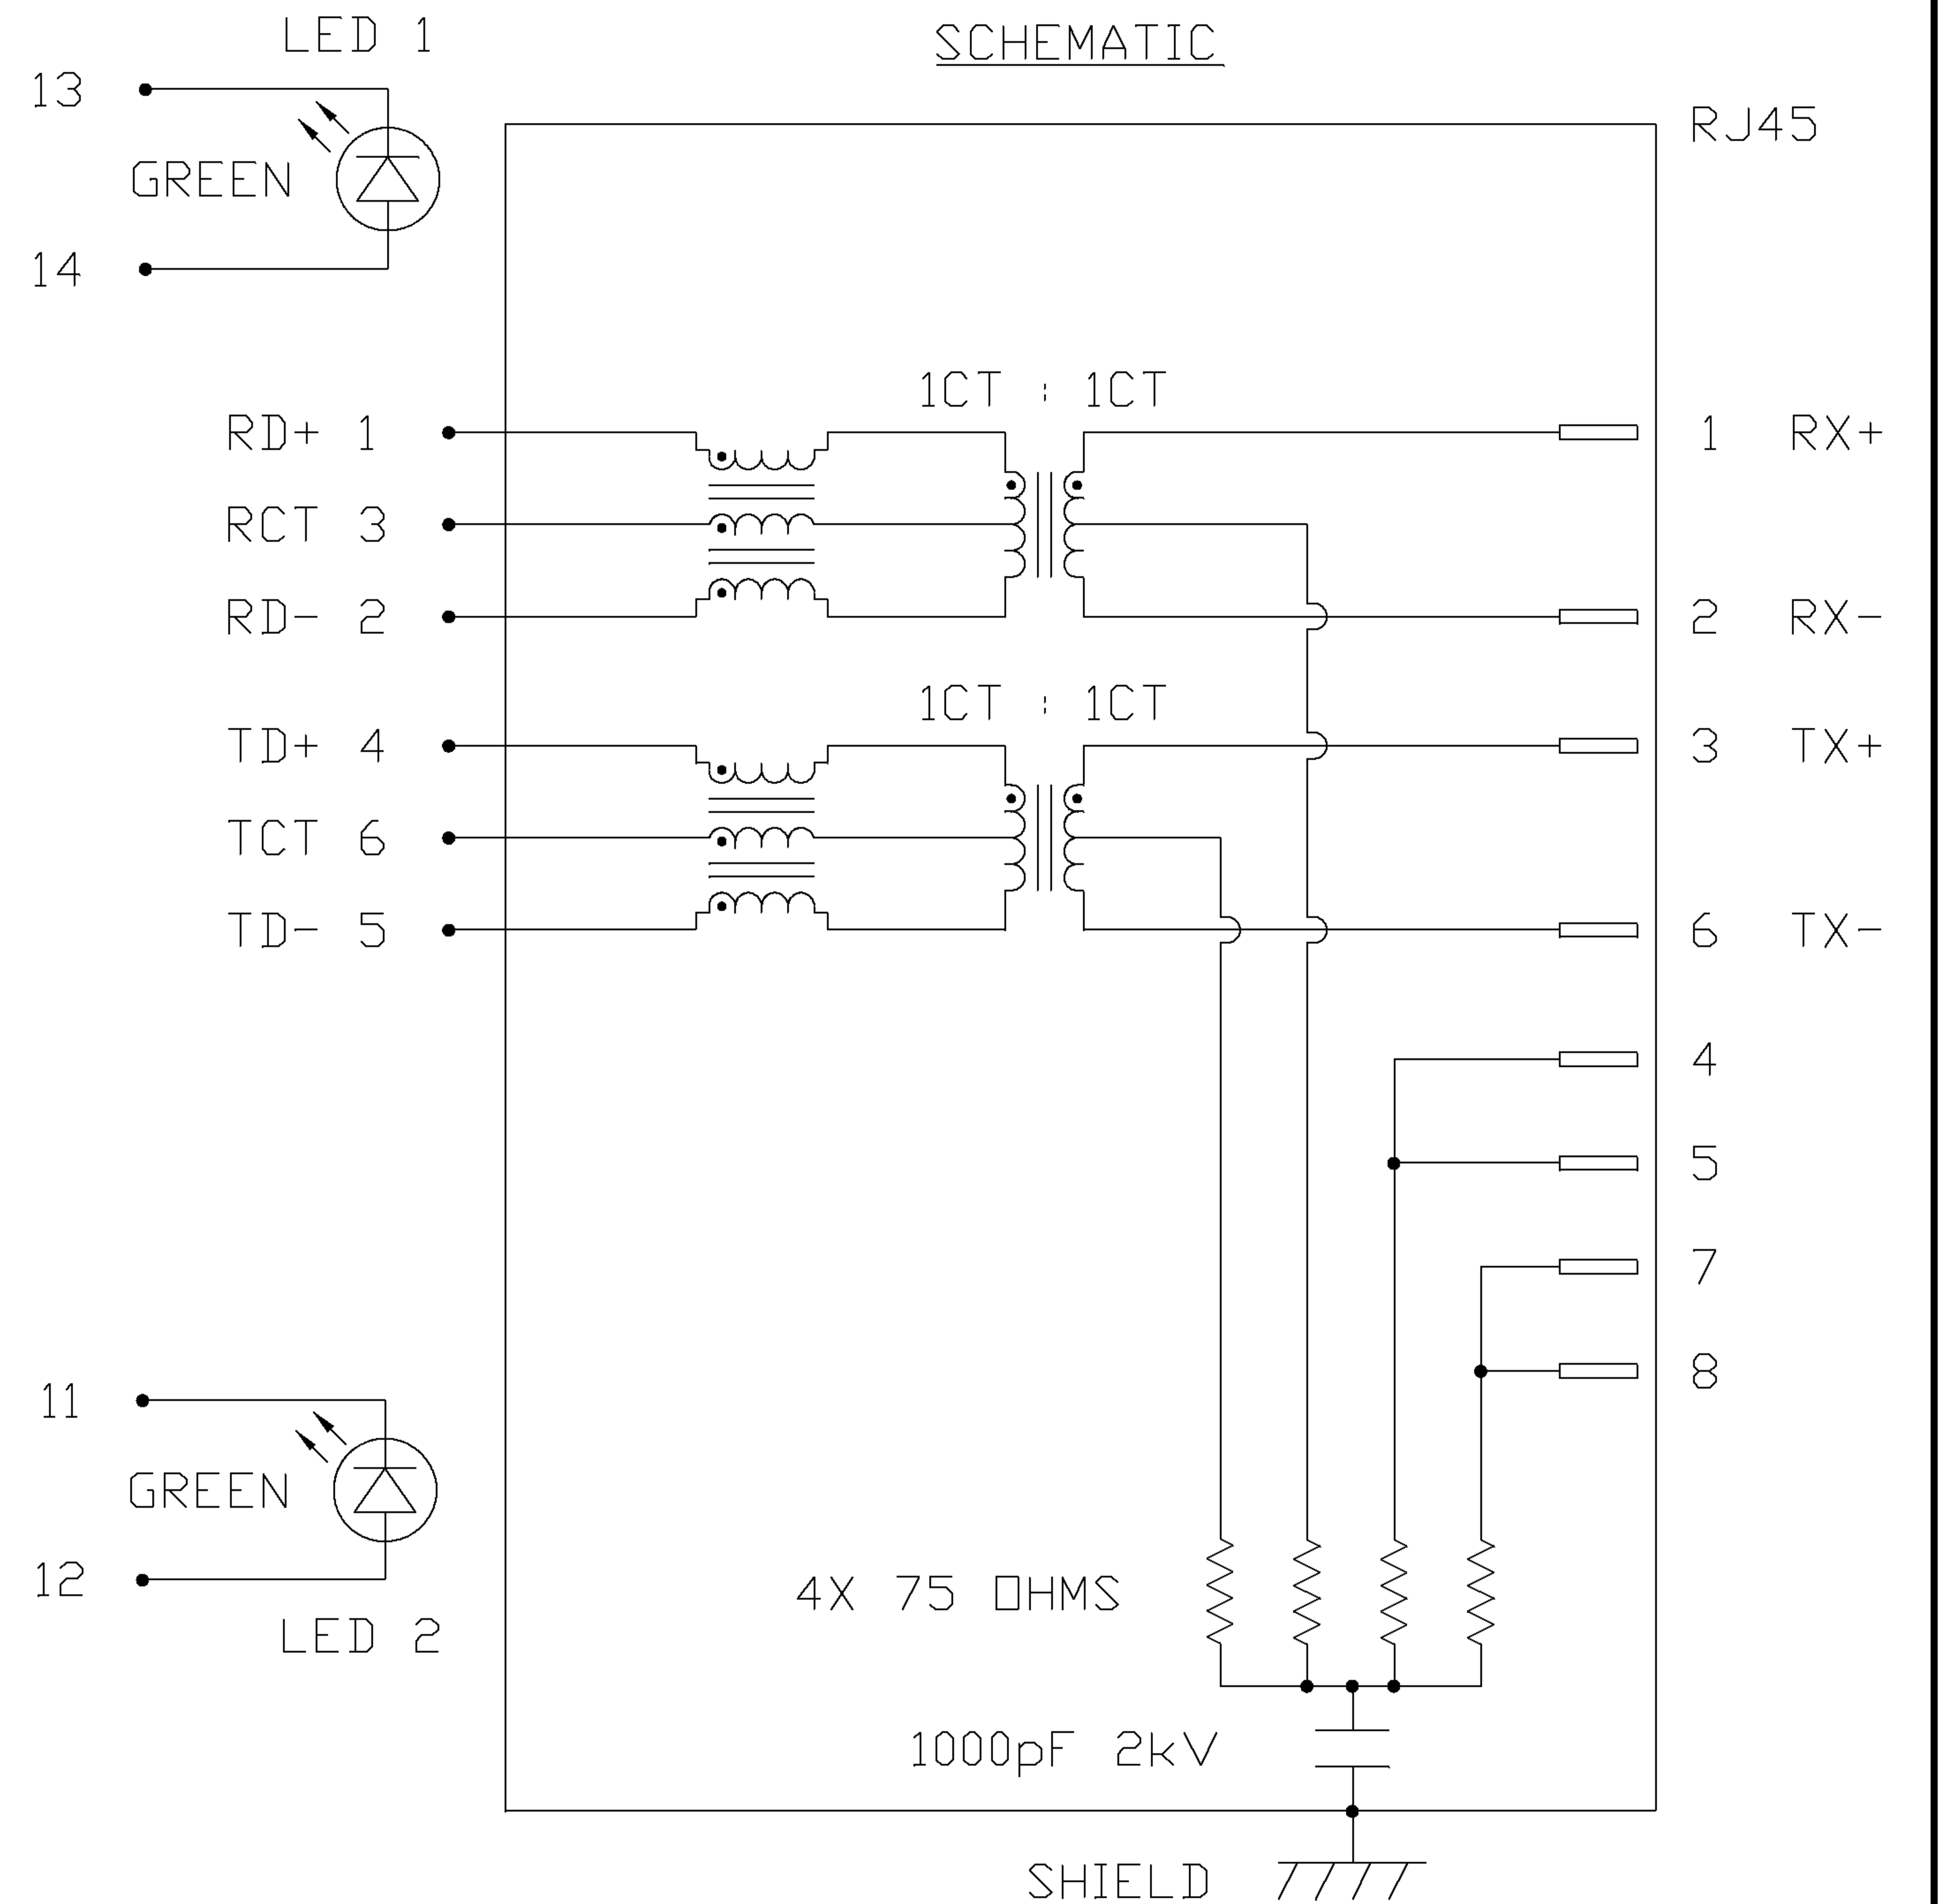 LED 1
SCHEMATIC
13
RJ45
GREEN
14
1CT : 1CT
RD+ 1
1 RX+
RCT 3
RD- 2
2 RX-
1CT : 1CT
TD+ 4
3 TX+
TCT 6
TD- 5
6 TX-
4
5
7
8
11
GREEN
12
4X 75 OHMS
LED 2
1000pF 2kV
SHIELD